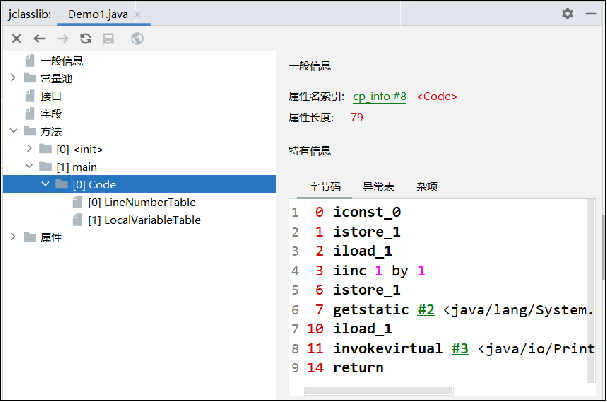 jclasslib: Demo1.java
一般信息
常量池
接口
字段
方法
[0] <init>
[1] main
[0] Code
[0] LineNumberTable
[1] LocalVariableTable
属性
一般信息
属性名索引: cp_info #8 <Code>
属性长度: 79
特有信息
字节码 异常表 杂项
1 0 iconst_0
2 1 istore_1
3 2 iload_1
4 3 iinc 1 by 1
5 6 istore_1
6 7 getstatic #2 <java/lang/System.
7 10 iload_1
8 11 invokevirtual #3 <java/io/Print
9 14 return